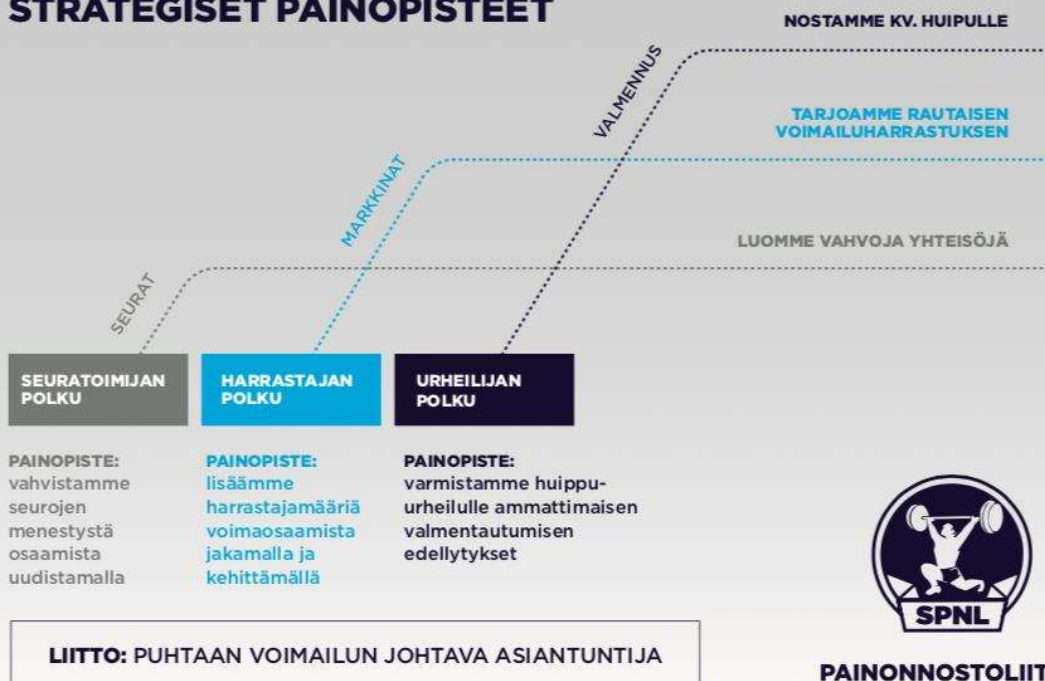 STRATEGISET PAINOPISTEET
NOSTAMME KV. HUIPULLE
VALMENNUS
TARJOAMME RAUTAISEN
VOIMAILUHARRASTUKSEN
MARKKINAT
LUOMME VAHVOJA YHTEISÖJÄ
SEURAT
SEURATOIMIJAN
POLKU
HARRASTAJAN
POLKU
URHEILIJAN
POLKU
PAINOPISTE:
vahvistamme
seurojen
menestystä
osaamista
uudistamalla
PAINOPISTE:
lisäämme
harrastajamääriä
voimaosaamista
jakamalla ja
kehittämällä
PAINOPISTE:
varmistamme huippu-
urheilulle ammattimaisen
valmentautumisen
edellytykset
SPNL
LIITTO: PUHTAAN VOIMAILUN JOHTAVA ASIANTUNTIJA
PAINONNOSTOLIIT